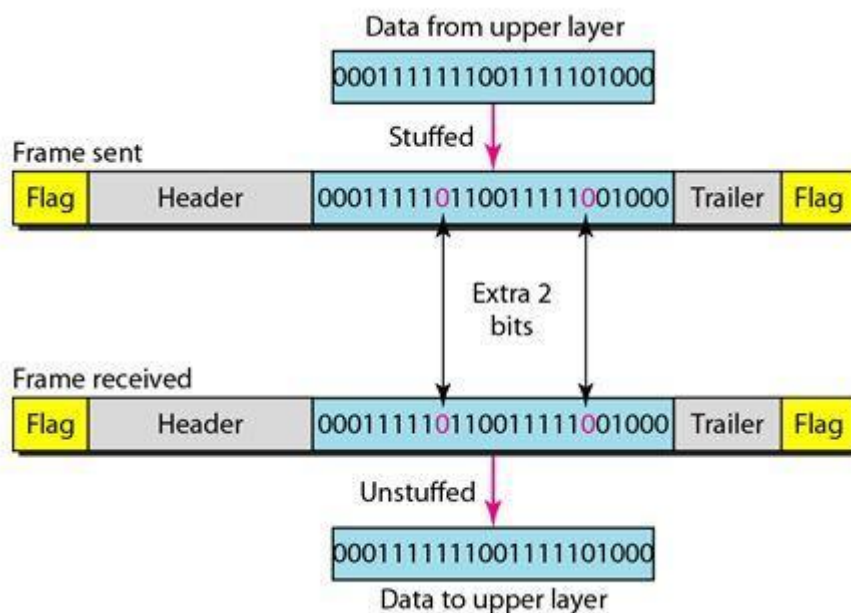 Data from upper layer
0001111111001111101000
Stuffed
Frame sent
Flag Header 000111110110011111001000 Trailer Flag
Extra 2
bits
Frame received
Flag Header 000111110110011111001000 Trailer Flag
Unstuffed
0001111111001111101000
Data to upper layer